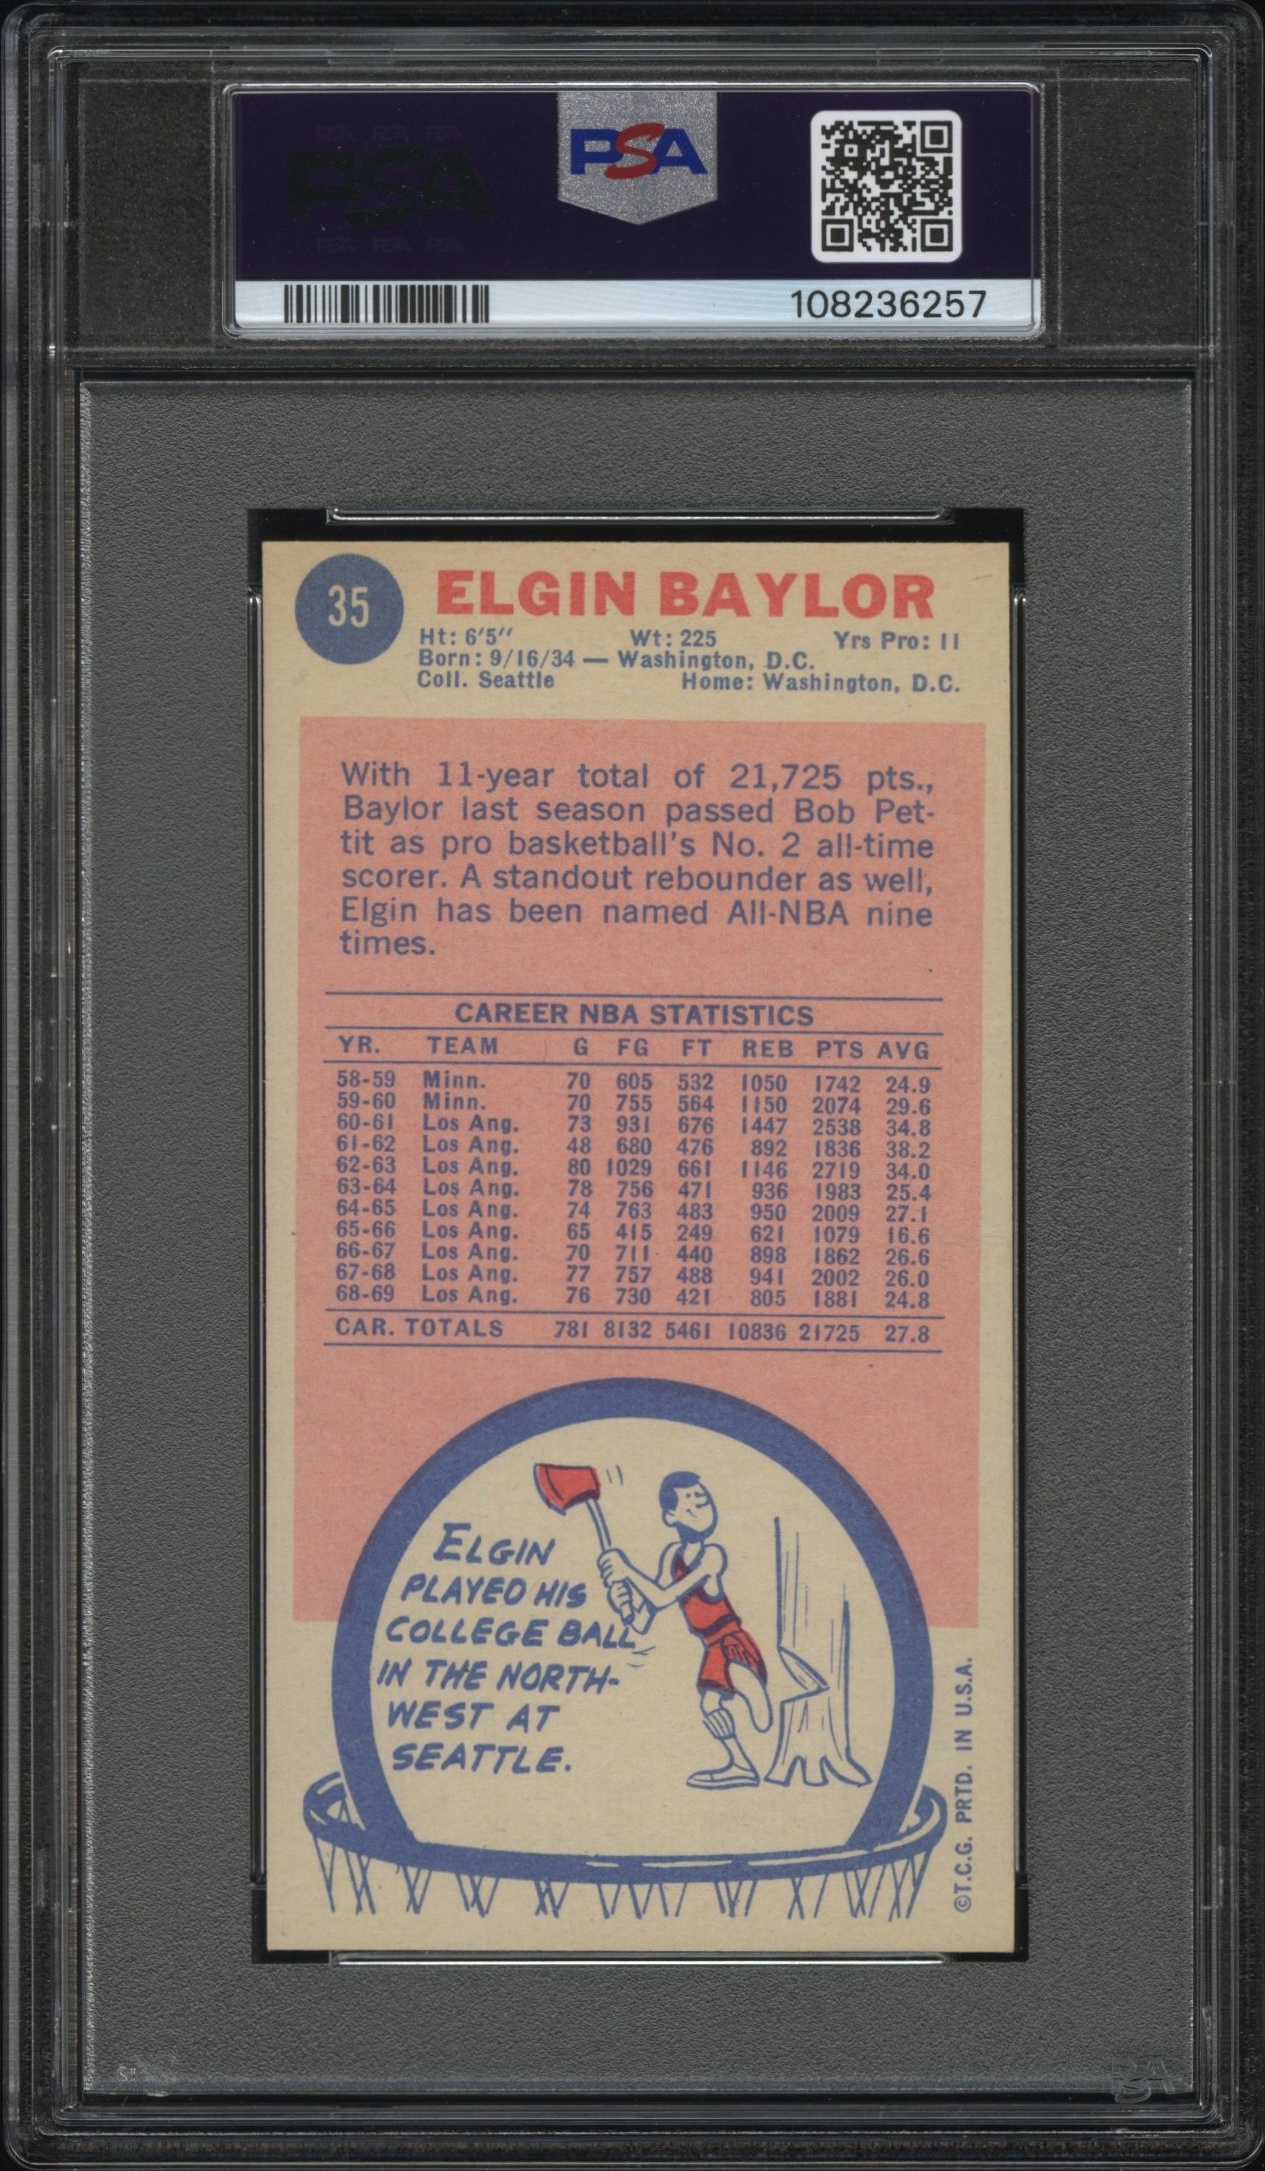 PSA
108236257
35
ELGIN BAYLOR
Ht: 6'5" Wt: 225 Yrs Pro: 11
Born: 9/16/34 — Washington, D.C.
Coll. Seattle Home: Washington, D.C.
With 11-year total of 21,725 pts.,
Baylor last season passed Bob Pet-
tit as pro basketball's No. 2 all-time
scorer. A standout rebounder as well,
Elgin has been named All-NBA nine
times.
CAREER NBA STATISTICS
YR. TEAM G FG FT REB PTS AVG
58-59 Minn. 70 605 532 1050 1742 24.9
59-60 Minn. 70 755 564 1150 2074 29.6
60-61 Los Ang. 73 931 676 1447 2538 34.8
61-62 Los Ang. 48 680 476 892 1836 38.2
62-63 Los Ang. 80 1029 661 1146 2719 34.0
63-64 Los Ang. 78 756 471 936 1983 25.4
64-65 Los Ang. 74 763 483 950 2009 27.1
65-66 Los Ang. 65 415 249 621 1079 16.6
66-67 Los Ang. 70 711 440 898 1862 26.6
67-68 Los Ang. 77 757 488 941 2002 26.0
68-69 Los Ang. 76 730 421 805 1881 24.8
CAR. TOTALS 781 8132 5461 10836 21725 27.8
ELGIN
PLAYED HIS
COLLEGE BALL
IN THE NORTH-
WEST AT
SEATTLE.
©T.C.G. PRTD. IN U.S.A.
PSA